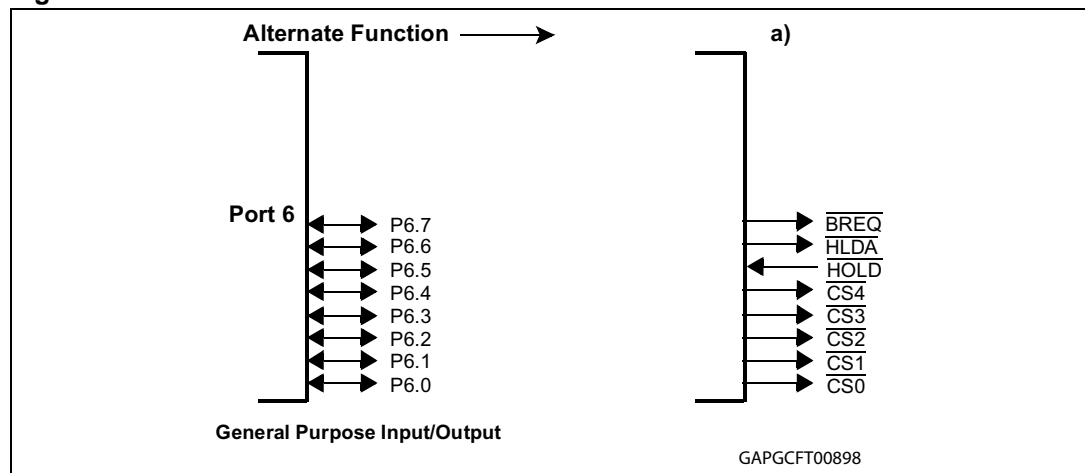 Alternate Function
a)
Port 6
P6.7
P6.6
P6.5
P6.4
P6.3
P6.2
P6.1
P6.0
General Purpose Input/Output
BREQ
HLDA
HOLD
CS4
CS3
CS2
CS1
CS0
GAPGCFT00898